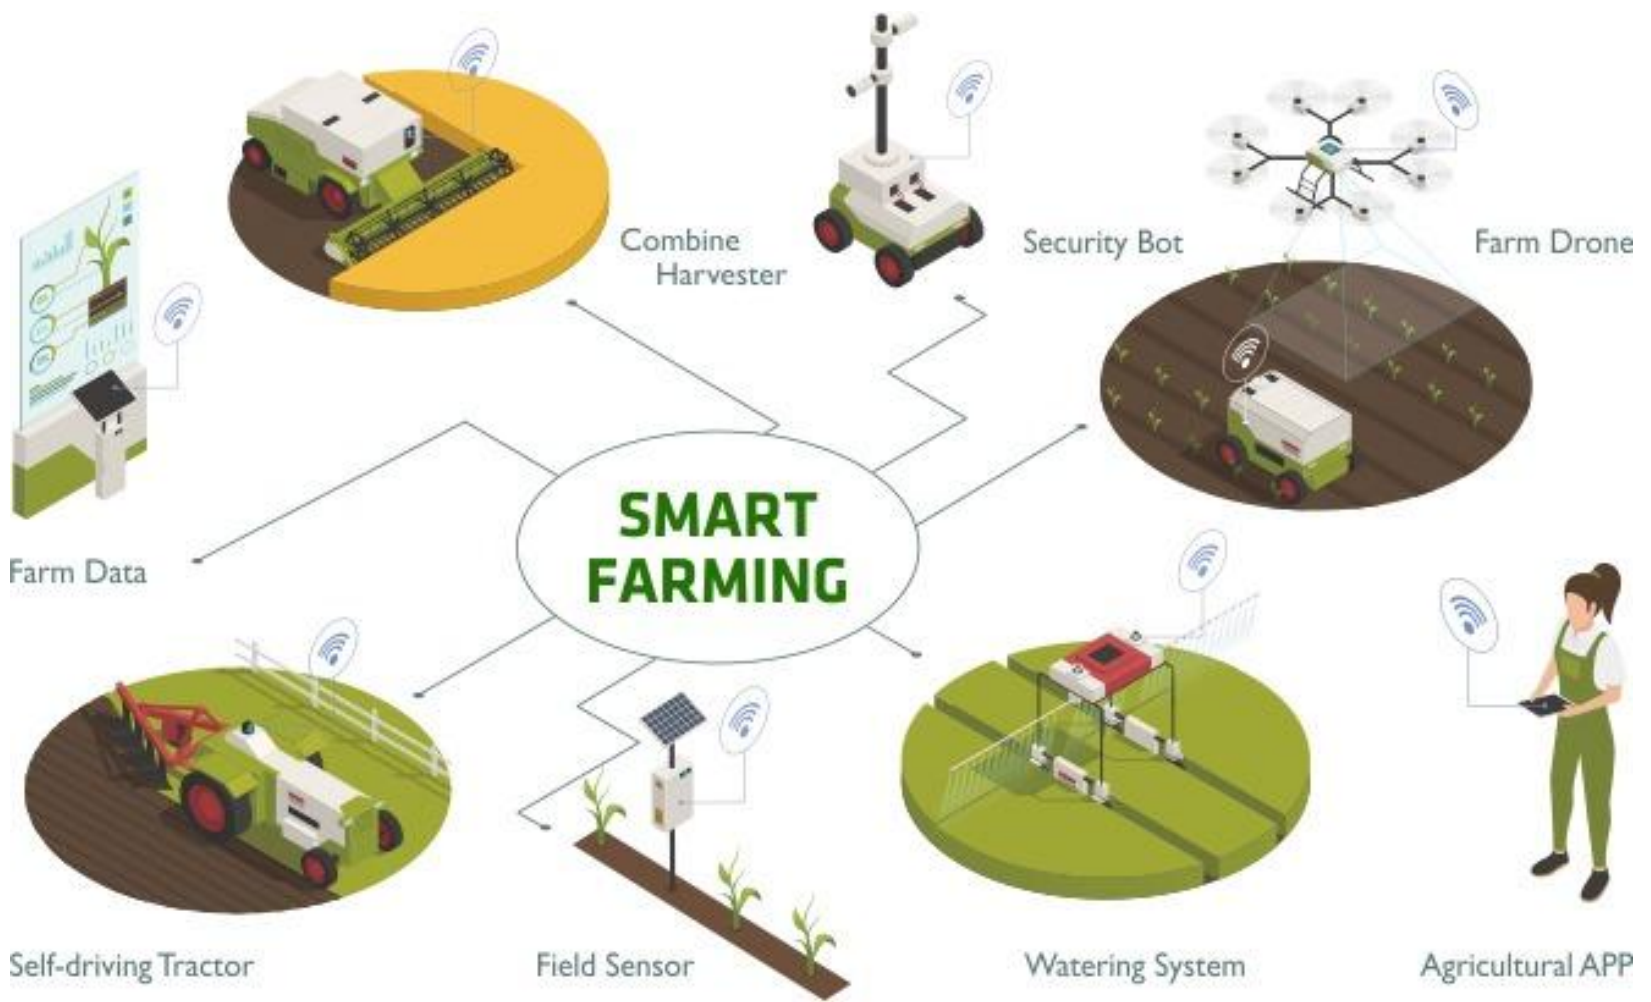 Combine
Harvester
Security Bot
Farm Drone
SMART
FARMING
Farm Data
Self-driving Tractor
Field Sensor
Watering System
Agricultural APP